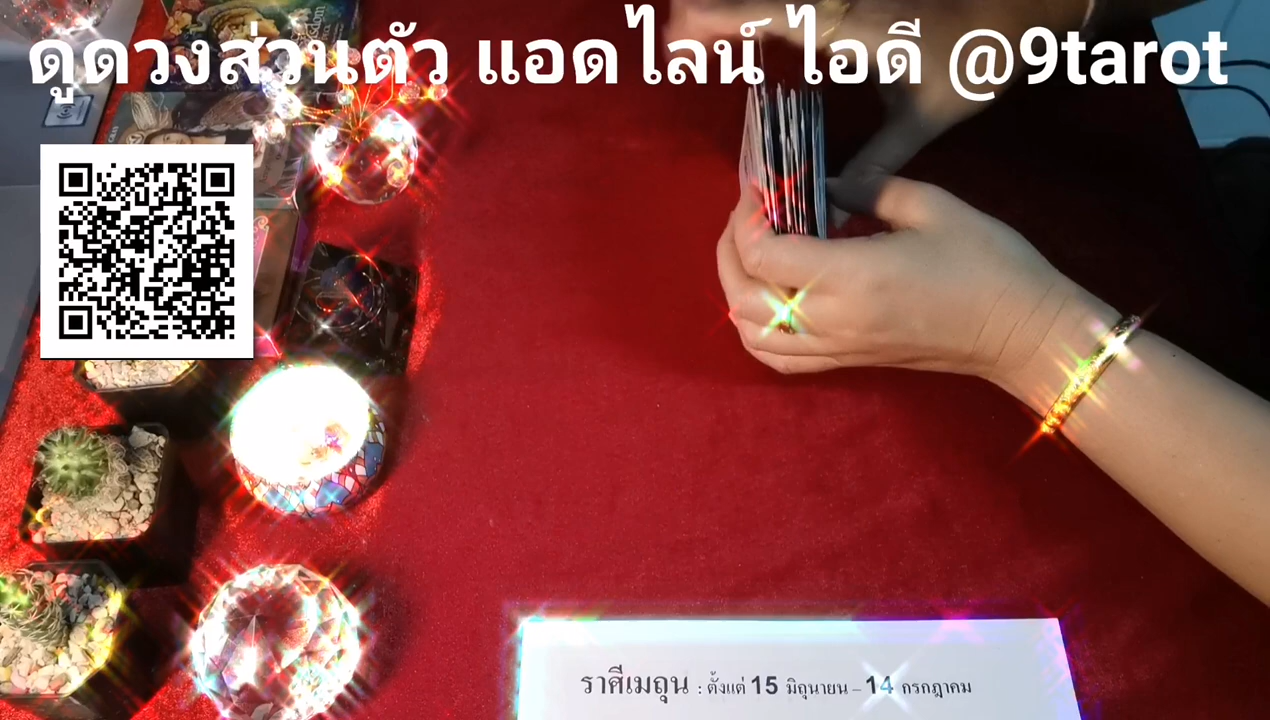 ดูดวงส่วนตัว แอดไลน์ ไอดี @9tarot
ราศีเมถุน : ตั้งแต่ 15 มิถุนายน – 14 กรกฎาคม